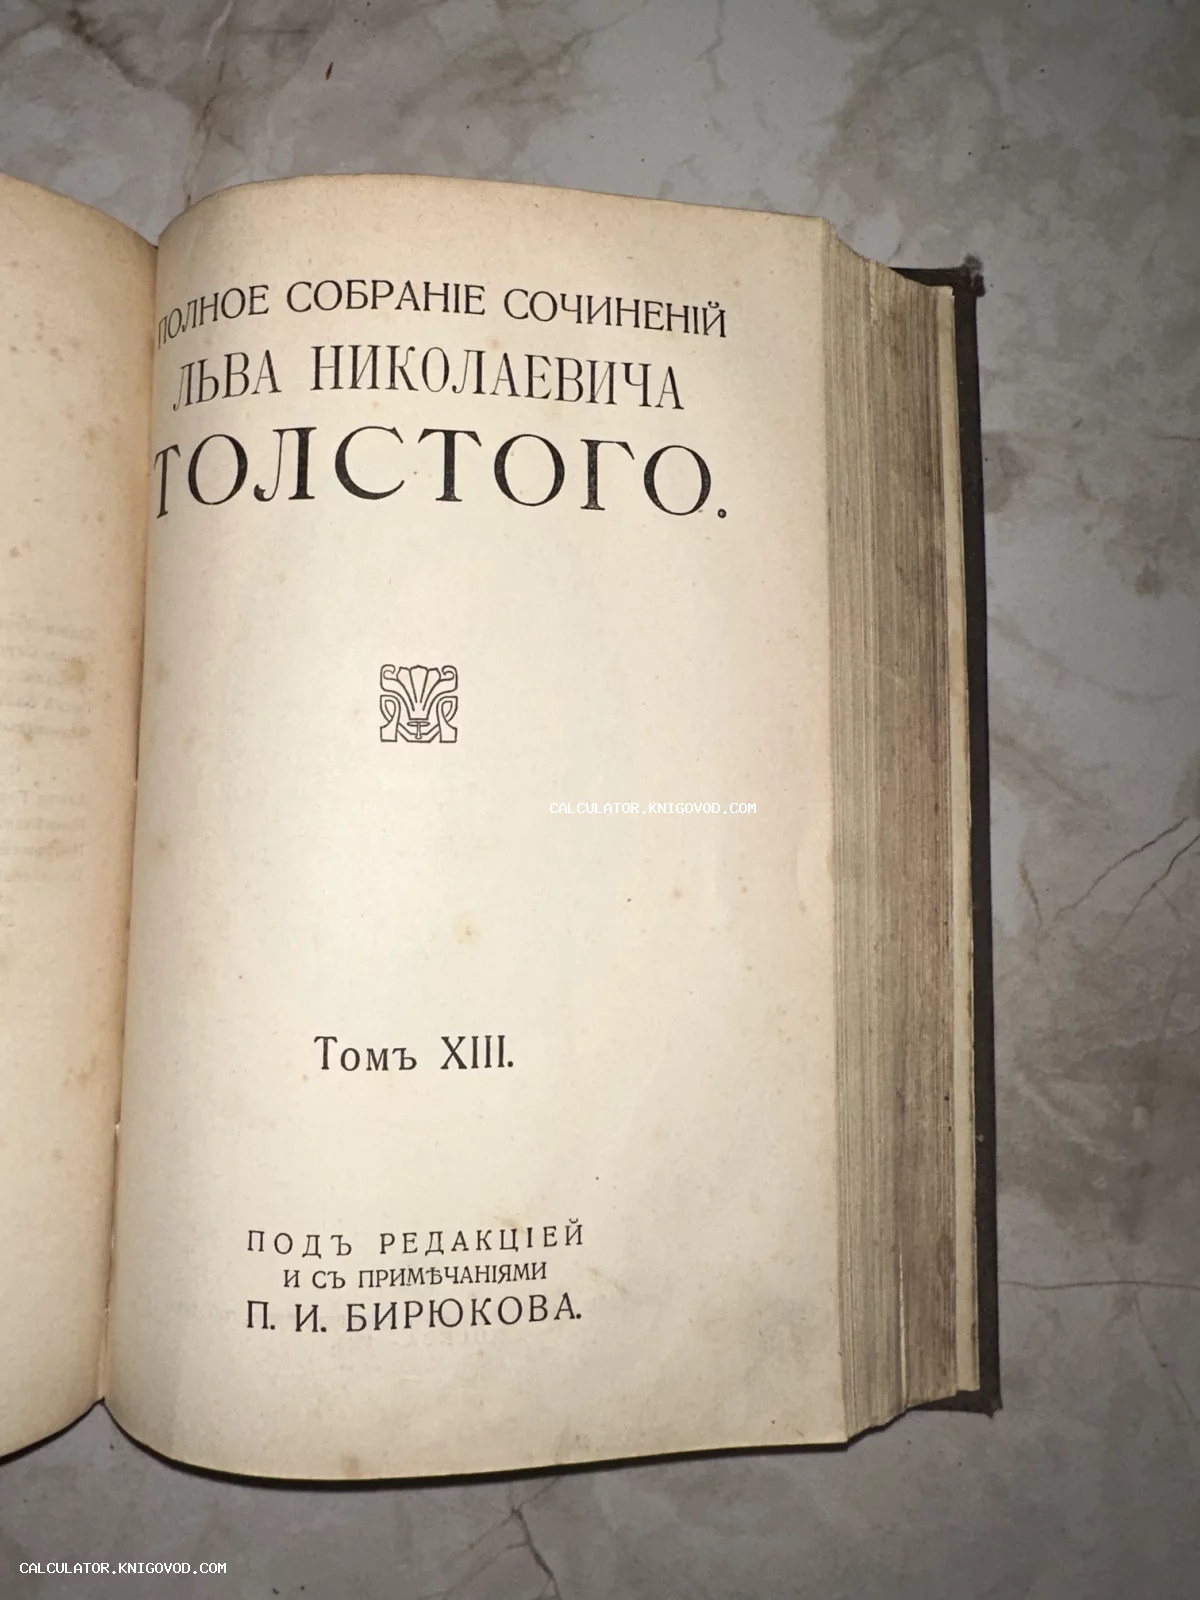 ПОЛНОЕ СОБРАНІЕ СОЧИНЕНІЙ
ЛЬВА НИКОЛАЕВИЧА
ТОЛСТОГО.
CALCULATOR.KNIGOVOD.COM
Томъ XIII.
ПОДЪ РЕДАКЦІЕЙ
И СЪ ПРИМѢЧАНІЯМИ
П. И. БИРЮКОВА.
CALCULATOR.KNIGOVOD.COM